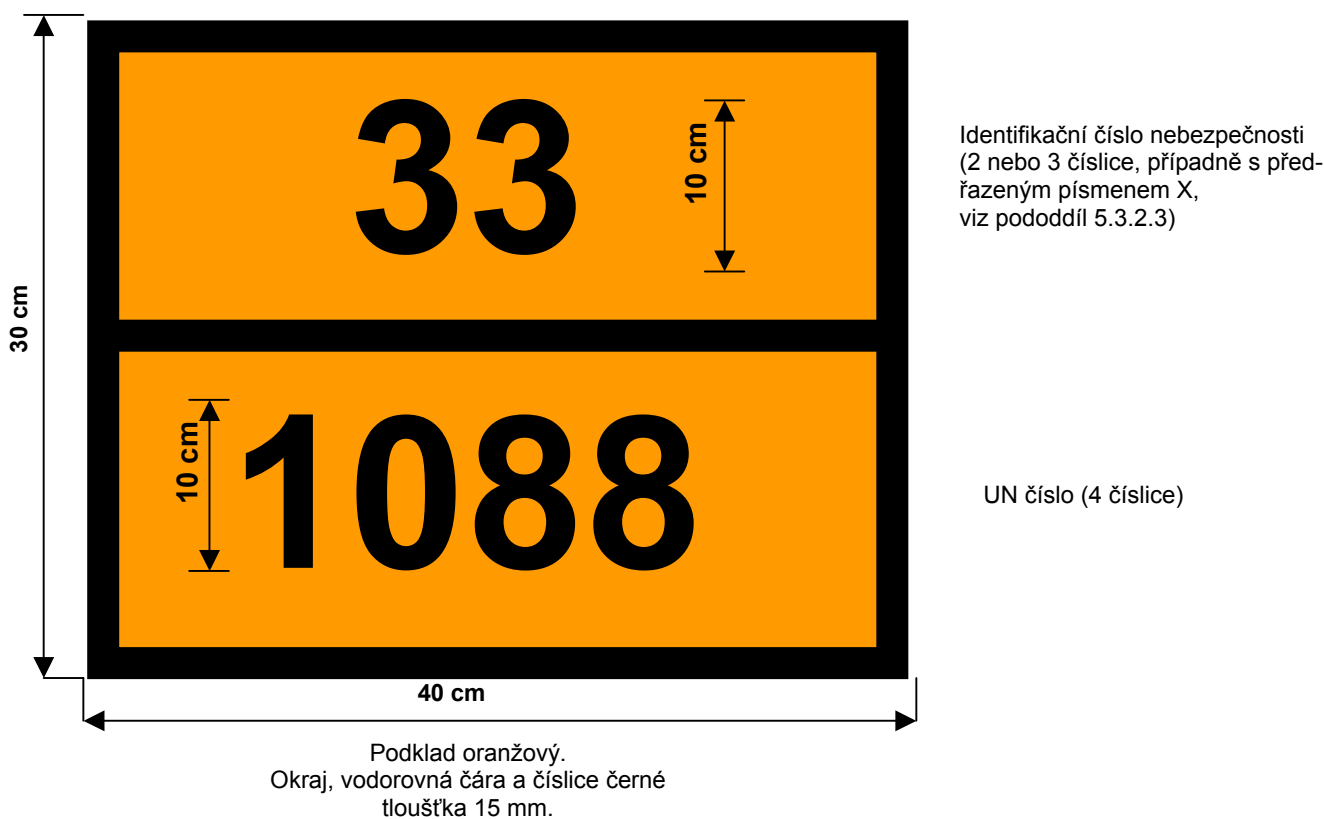 33
10 cm
Identifikační číslo nebezpečnosti
(2 nebo 3 číslice, případně s před-
řazeným písmenem X,
viz pododdíl 5.3.2.3)
30 cm
10 cm
1088
UN číslo (4 číslice)
40 cm
Podklad oranžový.
Okraj, vodorovná čára a číslice černé
tloušťka 15 mm.